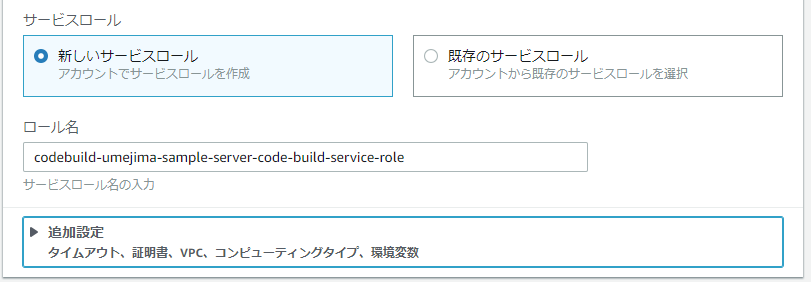 サービスロール
新しいサービスロール
アカウントでサービスロールを作成
既存のサービスロール
アカウントから既存のサービスロールを選択
ロール名
codebuild-umejima-sample-server-code-build-service-role
サービスロール名の入力
追加設定
タイムアウト、証明書、VPC、コンピューティングタイプ、環境変数